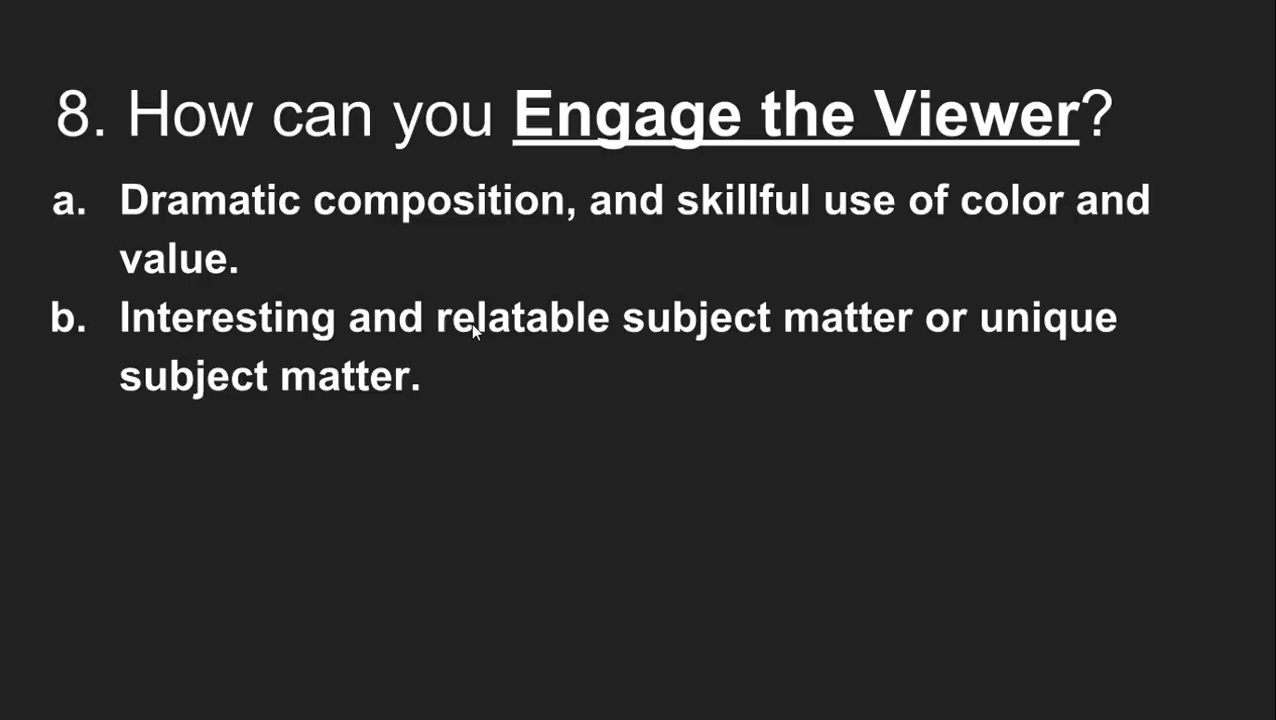 8. How can you Engage the Viewer?
a. Dramatic composition, and skillful use of color and
value.
b. Interesting and relatable subject matter or unique
subject matter.